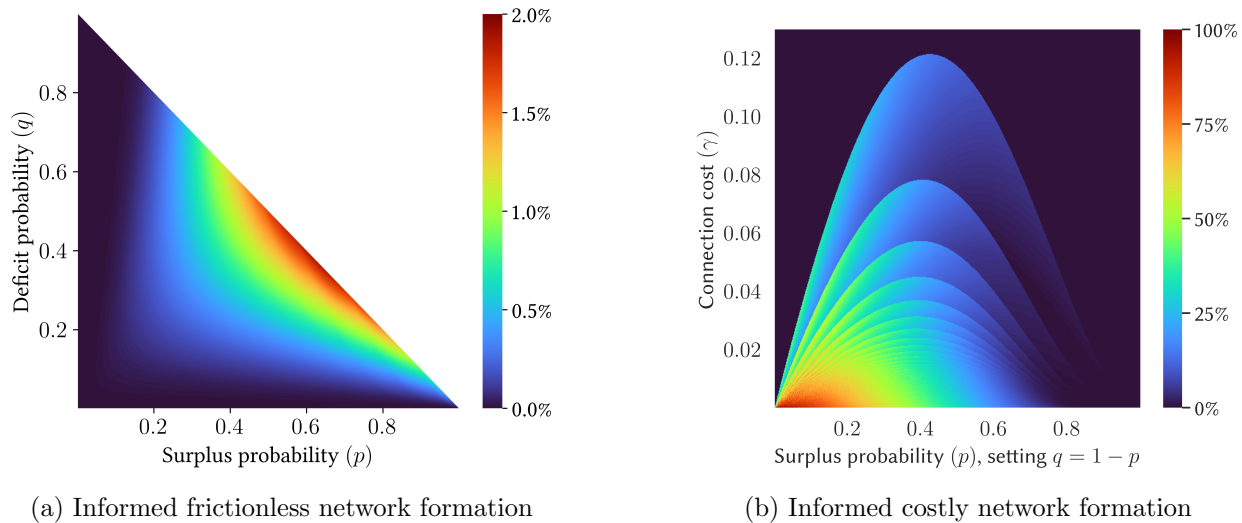 2.0%
1.5%
1.0%
0.5%
0.0%
Deficit probability (q)
0.8
0.6
0.4
0.2
0.2 0.4 0.6 0.8
Surplus probability (p)
(a) Informed frictionless network formation
100%
75%
50%
25%
0%
Connection cost (γ)
0.12
0.10
0.08
0.06
0.04
0.02
0.2 0.4 0.6 0.8
Surplus probability (p), setting q = 1 − p
(b) Informed costly network formation